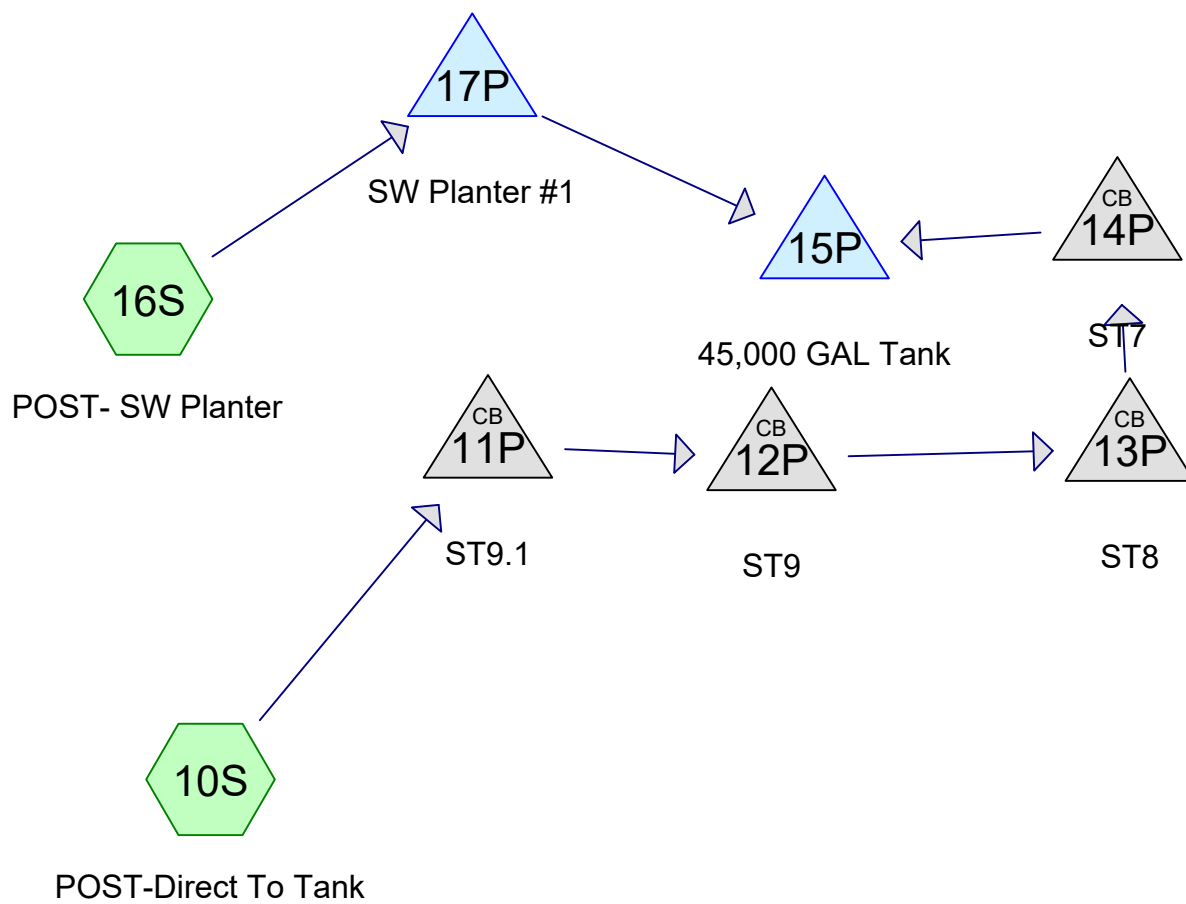 17P
SW Planter #1
16S
POST- SW Planter
15P
45,000 GAL Tank
CB
14P
ST7
CB
11P
ST9.1
CB
12P
ST9
CB
13P
ST8
10S
POST-Direct To Tank